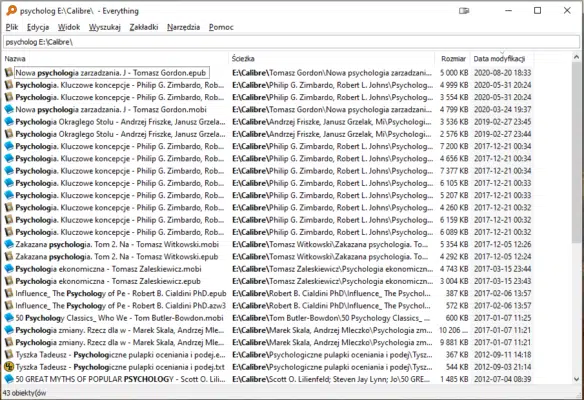 psycholog E:\Calibre\ - Everything
Plik Edycja Widok Wyszukaj Zakładki Narzędzia Pomoc
psycholog E:\Calibre\
Nazwa Ścieżka Rozmiar Data modyfikacji
Nowa psychologia zarzadzania. J - Tomasz Gordon.epub E:\Calibre\Tomasz Gordon\Nowa psychologia zarzadzani... 5 000 KB 2020-08-20 18:33
Psychologia. Kluczowe koncepcje - Philip G. Zimbardo, Rob... E:\Calibre\Philip G. Zimbardo, Robert L. Johns\Psycholog... 4 999 KB 2020-05-31 20:24
Psychologia. Kluczowe koncepcje - Philip G. Zimbardo, Rob... E:\Calibre\Philip G. Zimbardo, Robert L. Johns\Psycholog... 3 554 KB 2020-05-31 20:24
Nowa psychologia zarzadzania. J - Tomasz Gordon.mobi E:\Calibre\Tomasz Gordon\Nowa psychologia zarzadzani... 4 799 KB 2020-03-24 19:37
Psychologia Okraglego Stolu - Andrzej Friszke, Janusz Grzela... E:\Calibre\Andrzej Friszke, Janusz Grzelak, Mi\Psychologi... 3 536 KB 2019-02-27 23:45
Psychologia Okraglego Stolu - Andrzej Friszke, Janusz Grzela... E:\Calibre\Andrzej Friszke, Janusz Grzelak, Mi\Psychologi... 2 576 KB 2019-02-27 23:44
Psychologia. Kluczowe koncepcje - Philip G. Zimbardo, Rob... E:\Calibre\Philip G. Zimbardo, Robert L. Johns\Psycholog... 7 200 KB 2017-12-21 00:34
Psychologia. Kluczowe koncepcje - Philip G. Zimbardo, Rob... E:\Calibre\Philip G. Zimbardo, Robert L. Johns\Psycholog... 4 656 KB 2017-12-21 00:34
Psychologia. Kluczowe koncepcje - Philip G. Zimbardo, Rob... E:\Calibre\Philip G. Zimbardo, Robert L. Johns\Psycholog... 7 377 KB 2017-12-21 00:34
Psychologia. Kluczowe koncepcje - Philip G. Zimbardo, Rob... E:\Calibre\Philip G. Zimbardo, Robert L. Johns\Psycholog... 6 105 KB 2017-12-21 00:33
Psychologia. Kluczowe koncepcje - Philip G. Zimbardo, Rob... E:\Calibre\Philip G. Zimbardo, Robert L. Johns\Psycholog... 5 207 KB 2017-12-21 00:33
Psychologia. Kluczowe koncepcje - Philip G. Zimbardo, Rob... E:\Calibre\Philip G. Zimbardo, Robert L. Johns\Psycholog... 4 260 KB 2017-12-21 00:32
Psychologia. Kluczowe koncepcje - Philip G. Zimbardo, Rob... E:\Calibre\Philip G. Zimbardo, Robert L. Johns\Psycholog... 6 159 KB 2017-12-21 00:32
Psychologia. Kluczowe koncepcje - Philip G. Zimbardo, Rob... E:\Calibre\Philip G. Zimbardo, Robert L. Johns\Psycholog... 6 089 KB 2017-12-21 00:32
Zakazana psychologia. Tom 2. Na - Tomasz Witkowski.mobi E:\Calibre\Tomasz Witkowski\Zakazana psychologia. To... 5 354 KB 2017-12-05 12:26
Zakazana psychologia. Tom 2. Na - Tomasz Witkowski.epub E:\Calibre\Tomasz Witkowski\Zakazana psychologia. To... 4 292 KB 2017-12-05 12:24
Psychologia ekonomiczna - Tomasz Zaleskiewicz.mobi E:\Calibre\Tomasz Zaleskiewicz\Psychologia ekonomicz... 4 743 KB 2017-03-15 23:44
Psychologia ekonomiczna - Tomasz Zaleskiewicz.epub E:\Calibre\Tomasz Zaleskiewicz\Psychologia ekonomicz... 3 004 KB 2017-03-15 23:43
Influence_ The Psychology of Pe - Robert B. Cialdini PhD.epub E:\Calibre\Robert B. Cialdini PhD\Influence_ The Psychol... 387 KB 2017-02-06 13:57
Influence_ The Psychology of Pe - Robert B. Cialdini PhD.azw3 E:\Calibre\Robert B. Cialdini PhD\Influence_ The Psychol... 572 KB 2017-02-06 13:57
50 Psychology Classics_ Who We - Tom Butler-Bowdon.mobi E:\Calibre\Tom Butler-Bowdon\50 Psychology Classics_ ... 600 KB 2017-01-07 11:25
Psychologia zmiany. Rzecz dla w - Marek Skala, Andrzej Mle... E:\Calibre\Marek Skala, Andrzej Mleczko\Psychologia zm... 10 206 ... 2017-01-07 11:21
Psychologia zmiany. Rzecz dla w - Marek Skala, Andrzej Mle... E:\Calibre\Marek Skala, Andrzej Mleczko\Psychologia zm... 9 881 KB 2017-01-07 11:21
Tyszka Tadeusz - Psychologiczne pulapki oceniania i podej.e... E:\Calibre\Psychologiczne pulapki oceniania i podej\Tysz... 367 KB 2012-09-11 14:18
Tyszka Tadeusz - Psychologiczne pulapki oceniania i podej.txt E:\Calibre\Psychologiczne pulapki oceniania i podej\Tysz... 544 KB 2012-09-03 21:14
50 GREAT MYTHS OF POPULAR PSYCHOLOGY - Scott O. Lili... E:\Calibre\Scott O. Lilienfeld; Steven Jay Lynn; Jo\50 GRE... 1 485 KB 2012-07-04 08:39
43 obiekty(ów